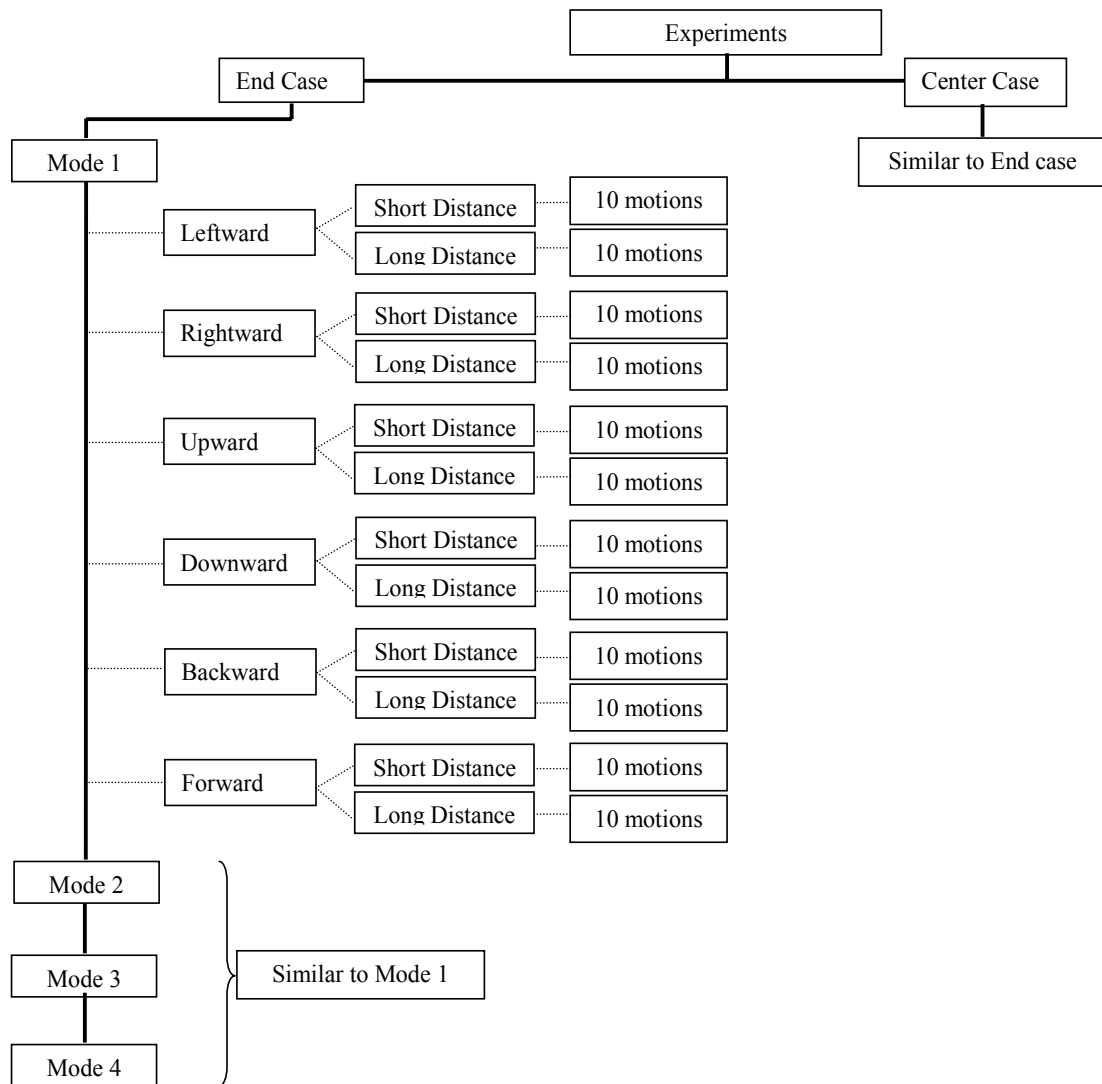 Experiments
End Case
Center Case
Mode 1
Similar to End case
Leftward
Short Distance
10 motions
Long Distance
10 motions
Rightward
Short Distance
10 motions
Long Distance
10 motions
Upward
Short Distance
10 motions
Long Distance
10 motions
Downward
Short Distance
10 motions
Long Distance
10 motions
Backward
Short Distance
10 motions
Long Distance
10 motions
Forward
Short Distance
10 motions
Long Distance
10 motions
Mode 2
Mode 3
Similar to Mode 1
Mode 4